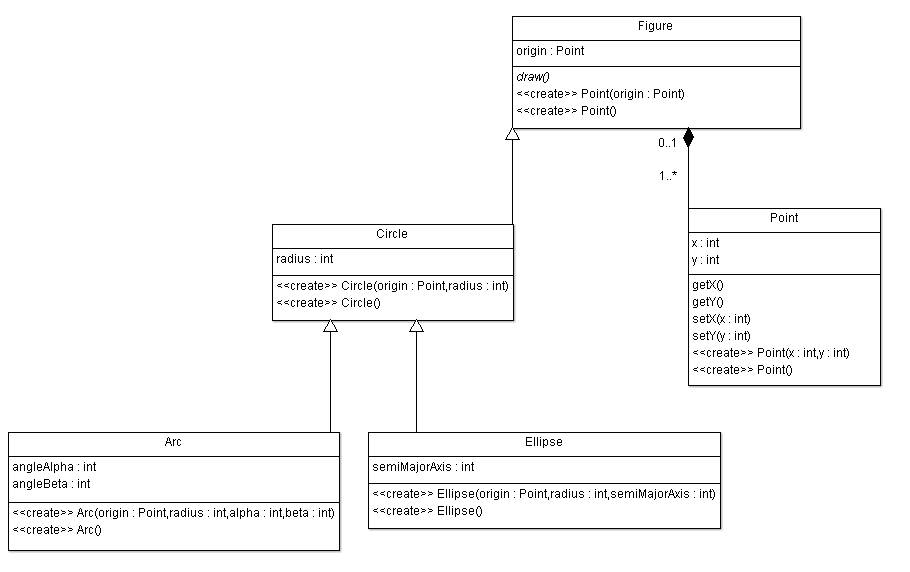 Figure
origin : Point
draw()
<<create>> Point(origin : Point)
<<create>> Point()
0..1
1..*
Point
x : int
y : int
getX()
getY()
setX(x : int)
setY(y : int)
<<create>> Point(x : int,y : int)
<<create>> Point()
Circle
radius : int
<<create>> Circle(origin : Point,radius : int)
<<create>> Circle()
Arc
angleAlpha : int
angleBeta : int
<<create>> Arc(origin : Point,radius : int,alpha : int,beta : int)
<<create>> Arc()
Ellipse
semiMajorAxis : int
<<create>> Ellipse(origin : Point,radius : int,semiMajorAxis : int)
<<create>> Ellipse()